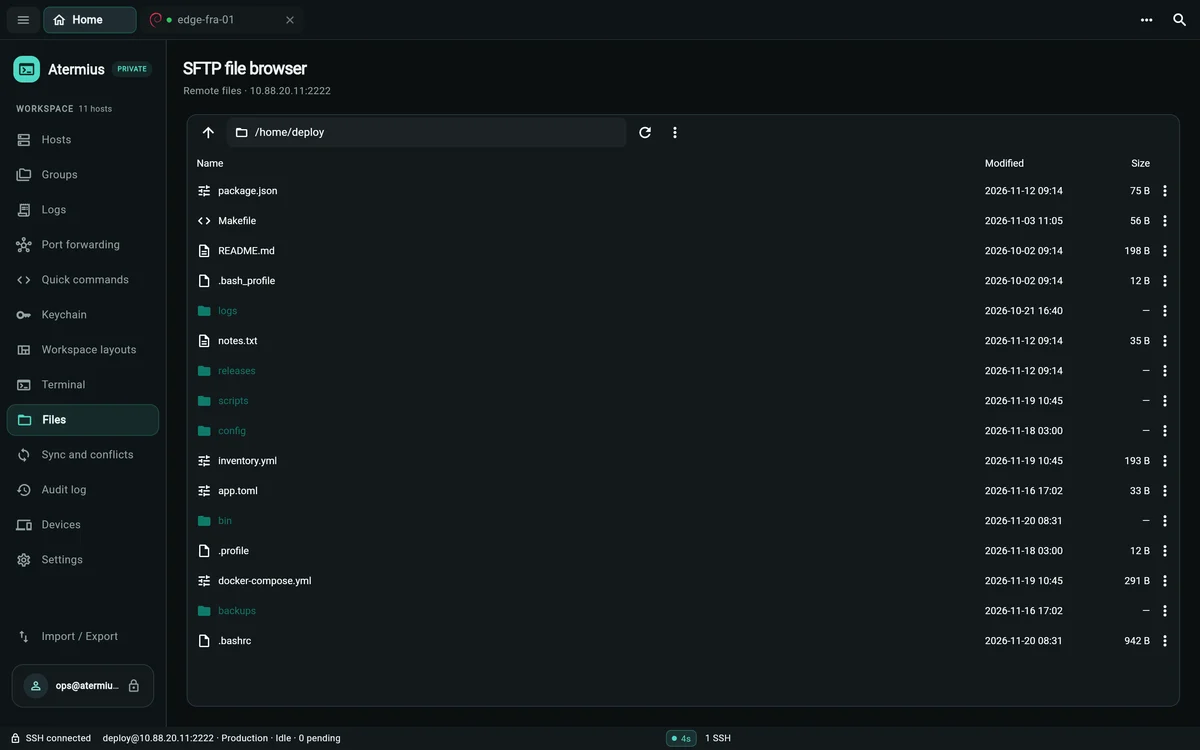 Home
edge-fra-01
Atermius PRIVATE
WORKSPACE 11 hosts
Hosts
Groups
Logs
Port forwarding
Quick commands
Keychain
Workspace layouts
Terminal
Files
Sync and conflicts
Audit log
Devices
Settings
Import / Export
ops@atermiu...
SFTP file browser
Remote files · 10.88.20.11:2222
/home/deploy
Name Modified Size
package.json 2026-11-12 09:14 75 B
Makefile 2026-11-03 11:05 56 B
README.md 2026-10-02 09:14 198 B
.bash_profile 2026-10-02 09:14 12 B
logs 2026-10-21 16:40 —
notes.txt 2026-11-12 09:14 35 B
releases 2026-11-12 09:14 —
scripts 2026-11-19 10:45 —
config 2026-11-18 03:00 —
inventory.yml 2026-11-19 10:45 193 B
app.toml 2026-11-16 17:02 33 B
bin 2026-11-20 08:31 —
.profile 2026-11-18 03:00 12 B
docker-compose.yml 2026-11-19 10:45 291 B
backups 2026-11-16 17:02 —
.bashrc 2026-11-20 08:31 942 B
SSH connected deploy@10.88.20.11:2222 · Production · Idle · 0 pending 4s 1 SSH